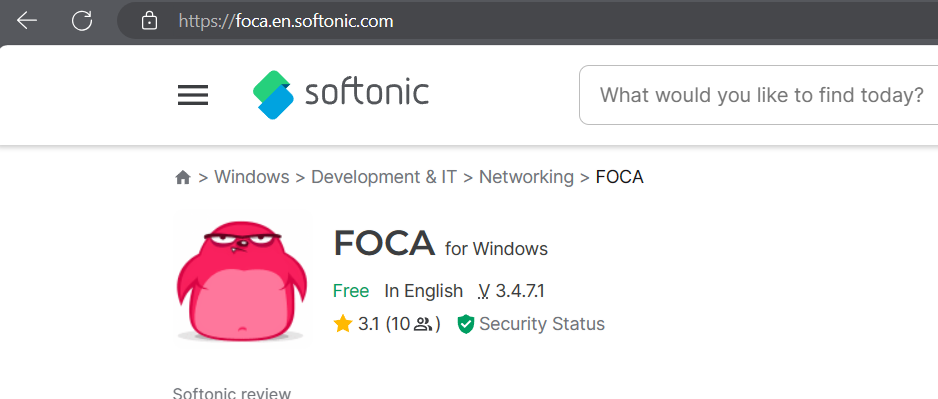 https://foca.en.softonic.com
softonic
What would you like to find today?
> Windows > Development & IT > Networking > FOCA
FOCA for Windows
Free In English V 3.4.7.1
3.1 (10 ) Security Status
Softonic review